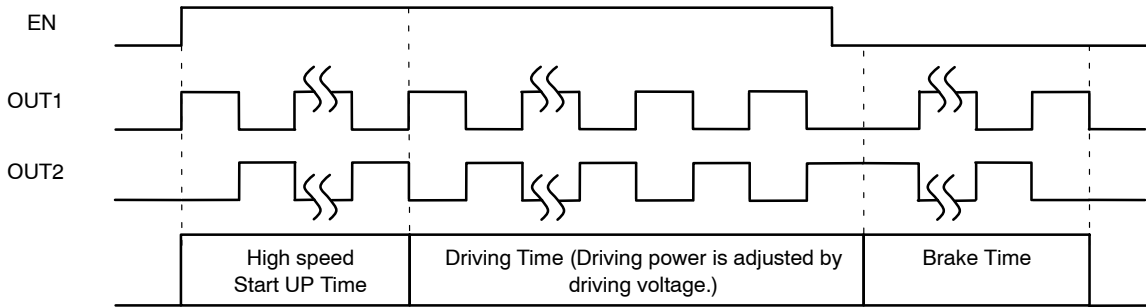 EN
OUT1
OUT2
High speed
Start UP Time
Driving Time (Driving power is adjusted by
driving voltage.)
Brake Time